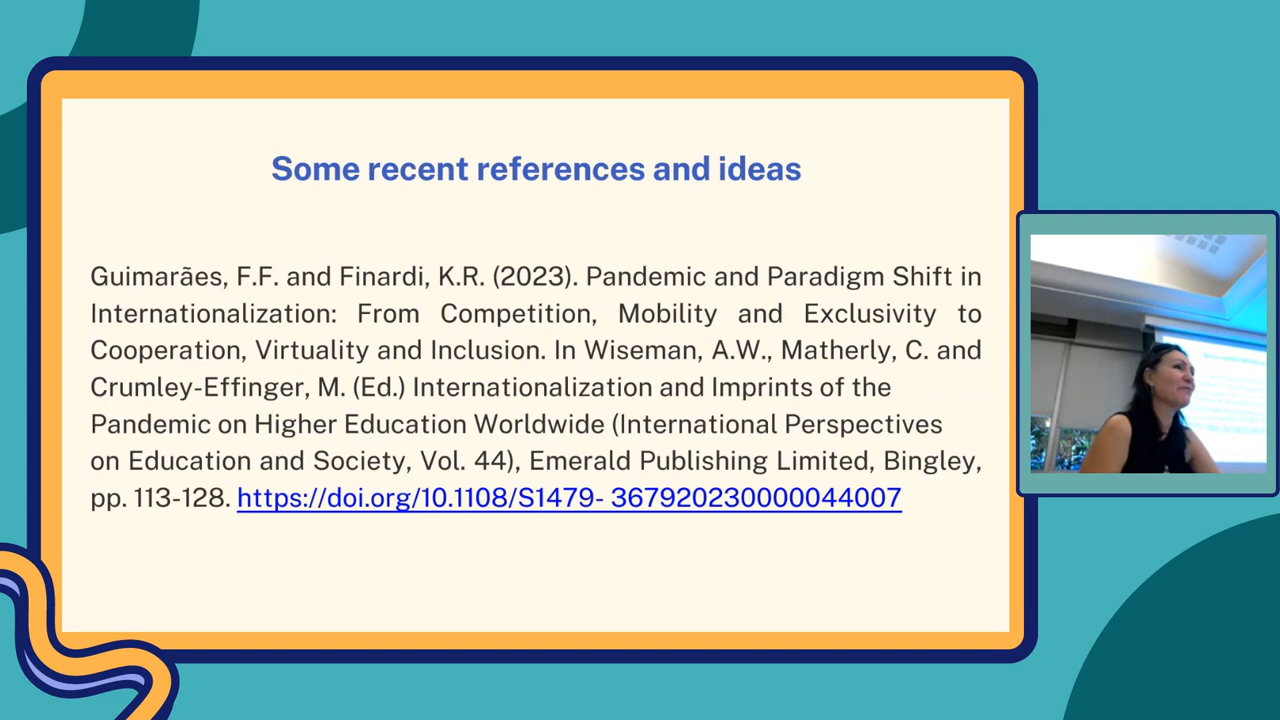 Some recent references and ideas
Guimarães, F.F. and Finardi, K.R. (2023). Pandemic and Paradigm Shift in
Internationalization: From Competition, Mobility and Exclusivity to
Cooperation, Virtuality and Inclusion. In Wiseman, A.W., Matherly, C. and
Crumley-Effinger, M. (Ed.) Internationalization and Imprints of the
Pandemic on Higher Education Worldwide (International Perspectives
on Education and Society, Vol. 44), Emerald Publishing Limited, Bingley,
pp. 113-128. https://doi.org/10.1108/S1479- 367920230000044007